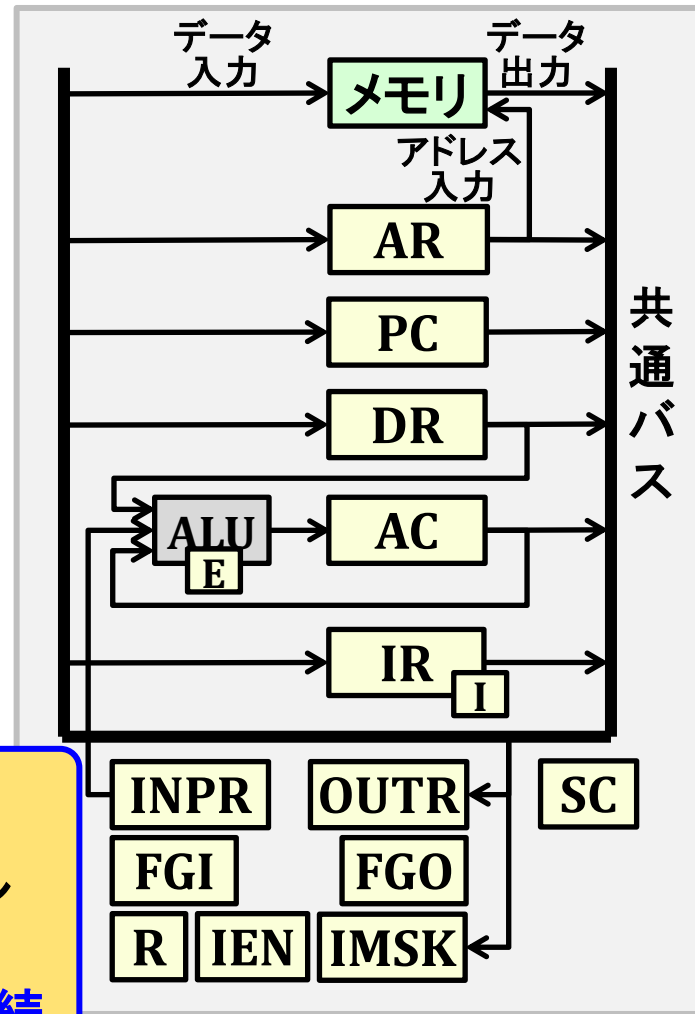 データ
入力
メモリ
データ
出力
アドレス
入力
AR
PC
DR
ALU
E
AC
IR
I
共通バス
INPR
OUTR
SC
FGI
FGO
R
IEN
IMSK
続